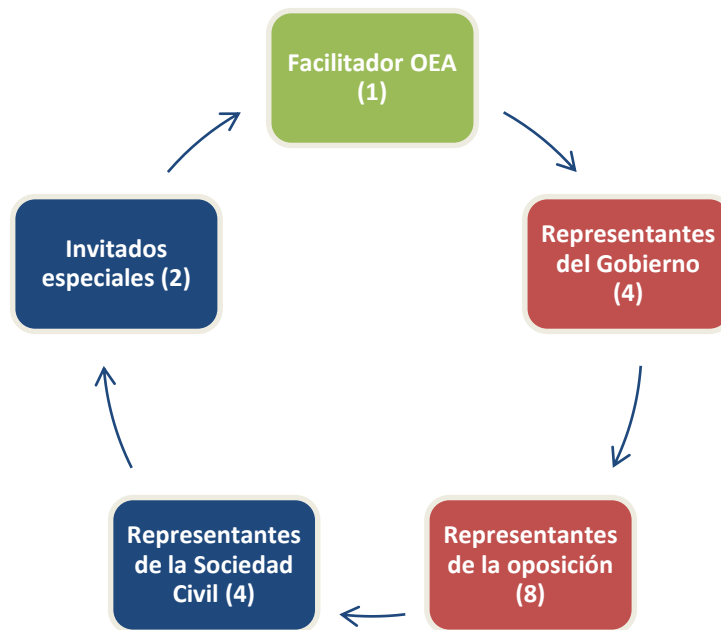 Facilitador OEA
(1)
Representantes
del Gobierno
(4)
Representantes
de la oposición
(8)
Representantes
de la Sociedad
Civil (4)
Invitados
especiales (2)